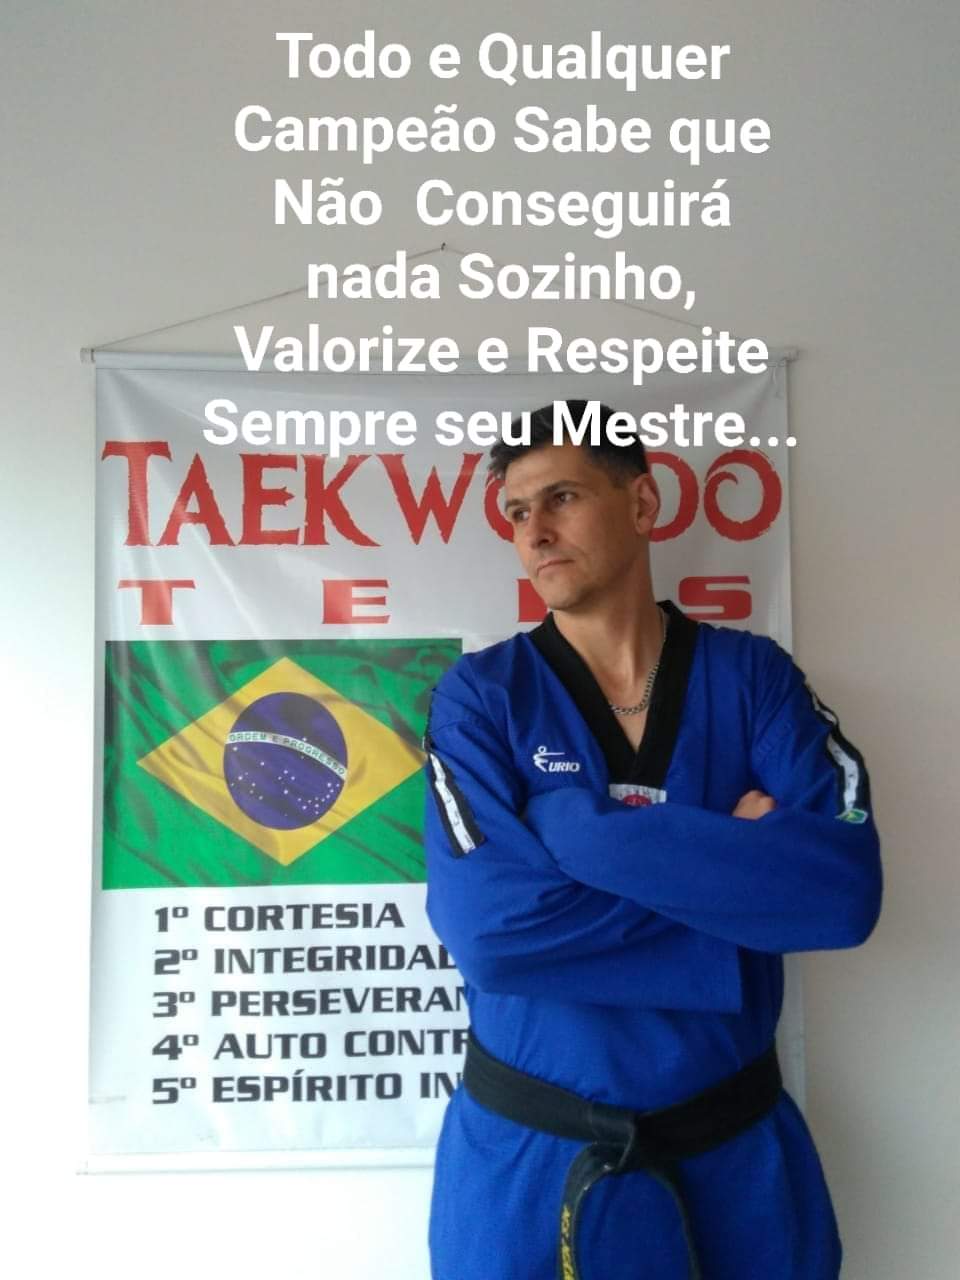 Todo e Qualquer
Campeão Sabe que
Não Conseguirá
nada Sozinho,
Valorize e Respeite
Sempre seu Mestre...
TAEKW DO
T E S
ORDEM E PROGRESSO
1º CORTESIA
2º INTEGRIDAD
3º PERSEVERAN
4º AUTO CONTR
5º ESPÍRITO IN
URIO